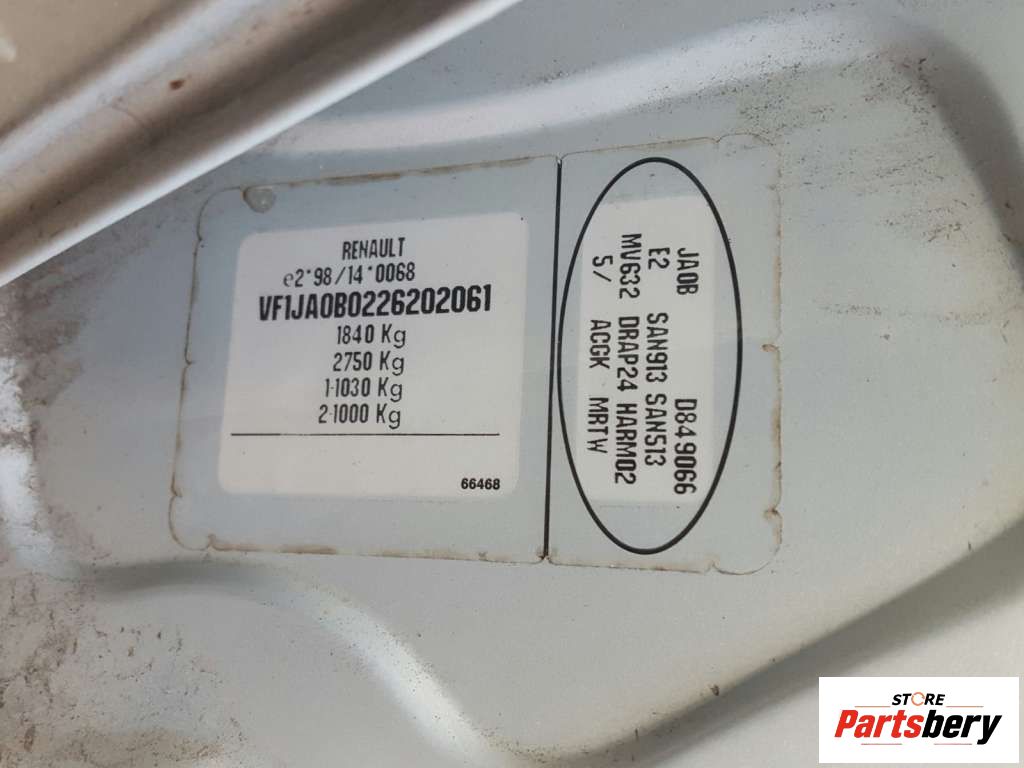 RENAULT
e2*98/14*0068
VF1JA0B0226202061
1840 Kg
2750 Kg
1-1030 Kg
2-1000 Kg
66468
JA0B D849066
E2 SAN913 SAN513
MV632 DRAP24 HARM02
5/ ACGK MRTW
STORE
Partsbery